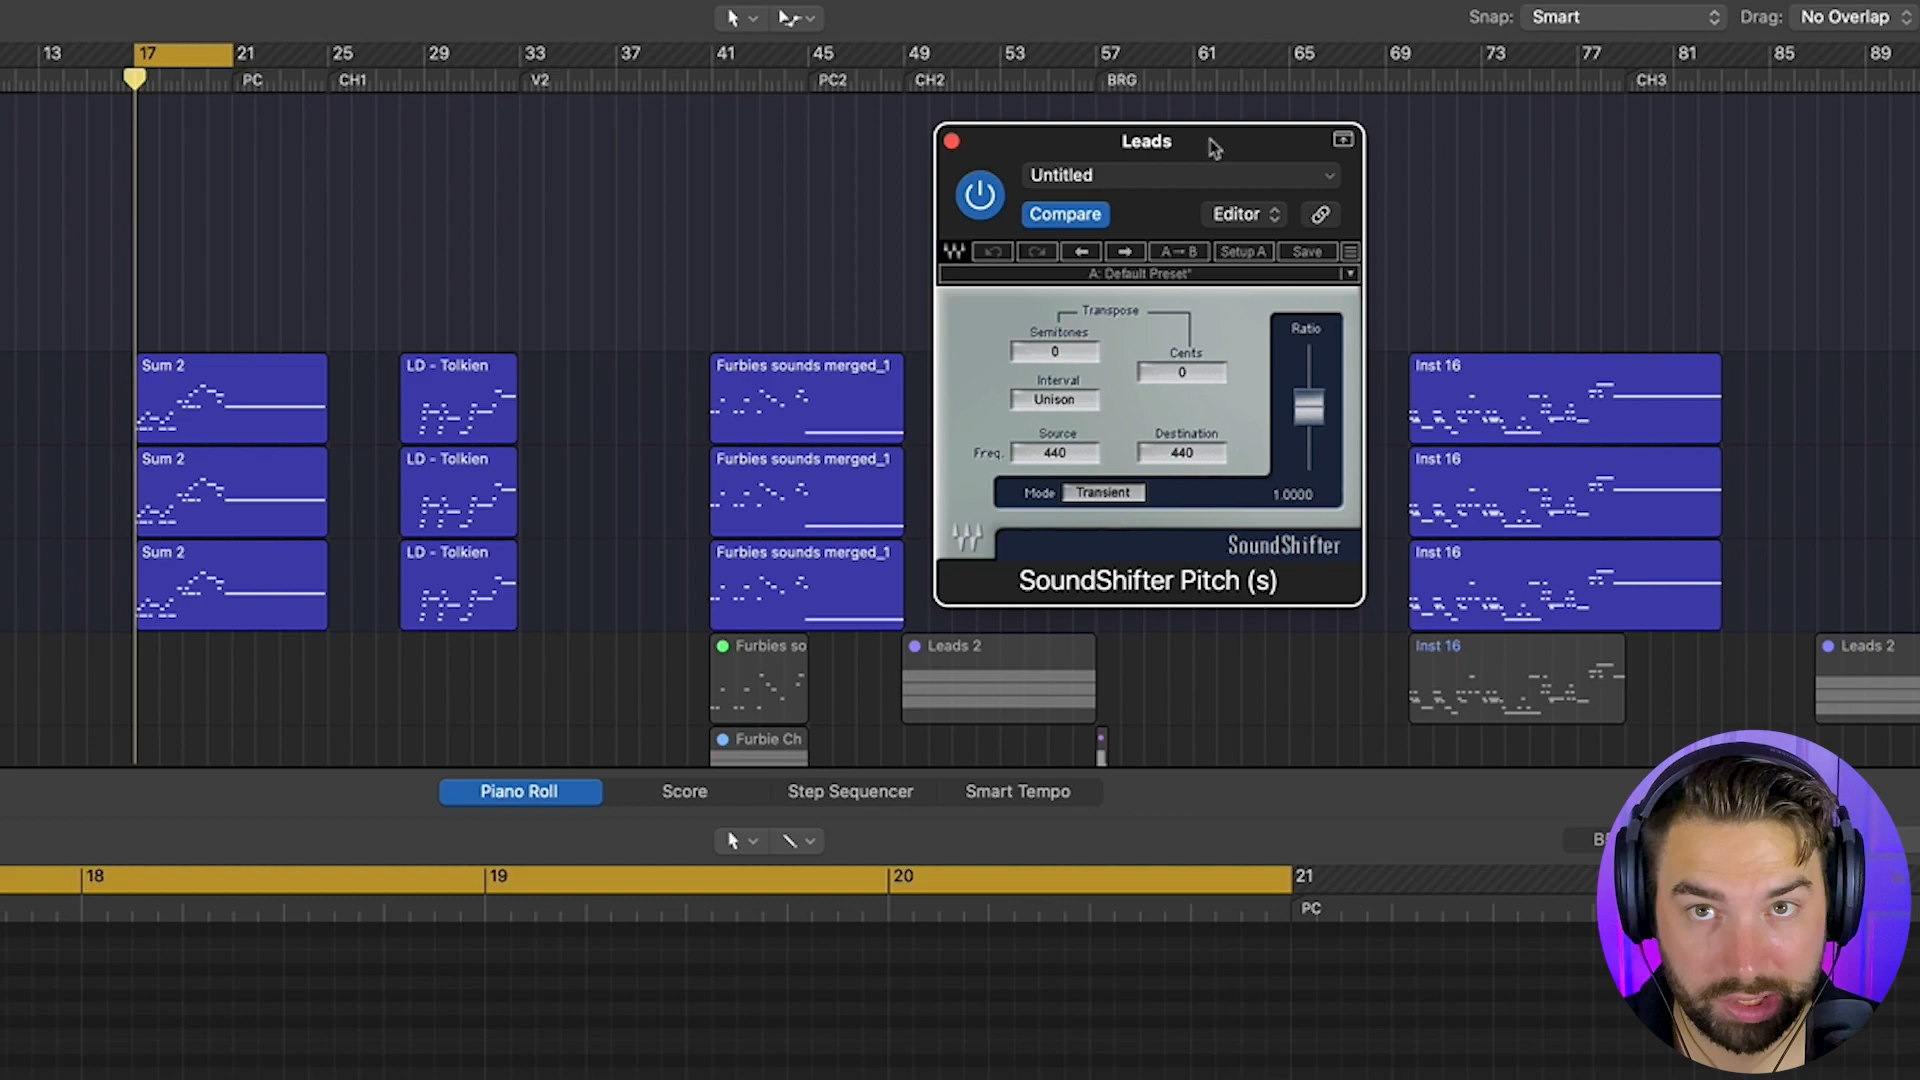 Snap: Smart Drag: No Overlap
13 17 21 25 29 33 37 41 45 49 53 57 61 65 69 73 77 81 85 89
PC CH1 V2 PC2 CH2 BRG CH3
Leads
Untitled
Compare Editor
A→B Setup A Save
A: Default Preset*
Transpose
Semitones
0
Cents
0
Interval
Unison
Source Destination
Freq. 440 440
Ratio
Mode Transient 1.0000
SoundShifter
SoundShifter Pitch (s)
Sum 2 LD - Tolkien Furbies sounds merged_1 Inst 16
Sum 2 LD - Tolkien Furbies sounds merged_1 Inst 16
Sum 2 LD - Tolkien Furbies sounds merged_1 Inst 16
Furbies so Leads 2 Inst 16 Leads 2
Furbie Ch
Piano Roll Score Step Sequencer Smart Tempo
18 19 20 21
PC